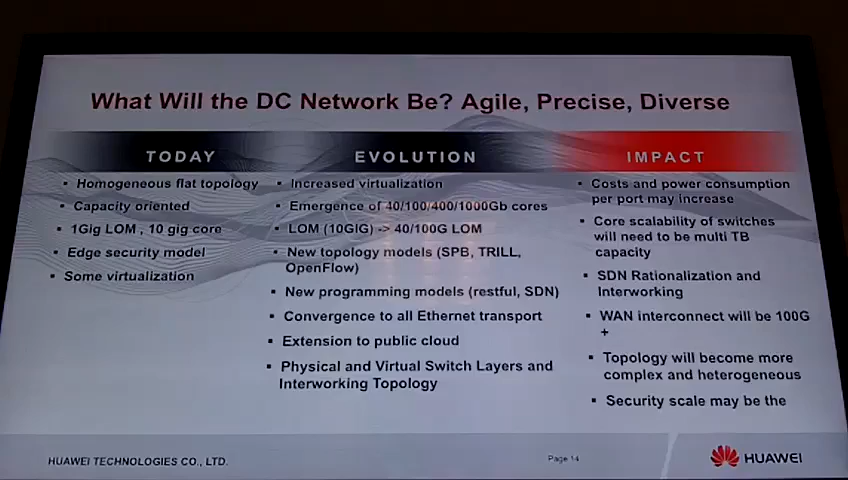 What Will the DC Network Be? Agile, Precise, Diverse
TODAY
▪ Homogeneous flat topology
▪ Capacity oriented
▪ 1Gig LOM , 10 gig core
▪ Edge security model
▪ Some virtualization
EVOLUTION
▪ Increased virtualization
▪ Emergence of 40/100/400/1000Gb cores
▪ LOM (10GIG) -> 40/100G LOM
▪ New topology models (SPB, TRILL,
OpenFlow)
▪ New programming models (restful, SDN)
▪ Convergence to all Ethernet transport
▪ Extension to public cloud
▪ Physical and Virtual Switch Layers and
Interworking Topology
IMPACT
▪ Costs and power consumption
per port may increase
▪ Core scalability of switches
will need to be multi TB
capacity
▪ SDN Rationalization and
Interworking
▪ WAN interconnect will be 100G
+
▪ Topology will become more
complex and heterogeneous
▪ Security scale may be the
HUAWEI TECHNOLOGIES CO., LTD.
Page 14
HUAWEI